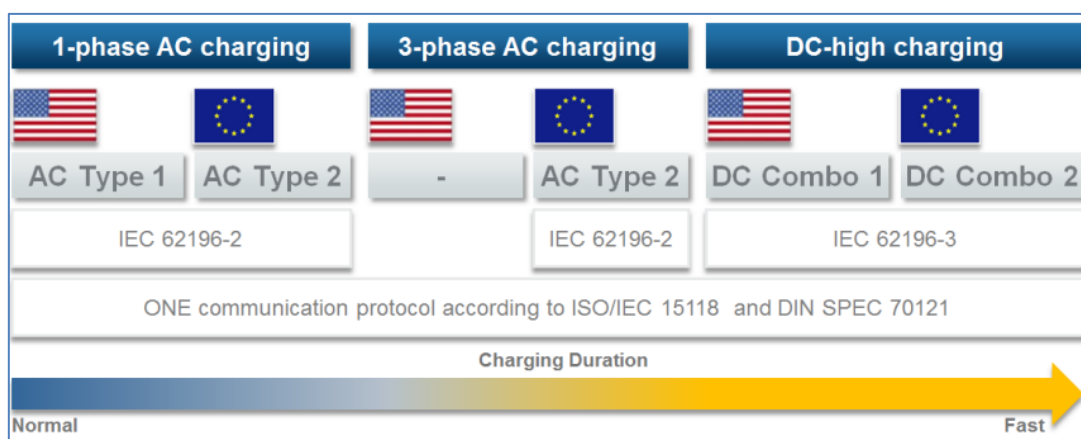 1-phase AC charging
3-phase AC charging
DC-high charging
AC Type 1
AC Type 2
-
AC Type 2
DC Combo 1
DC Combo 2
IEC 62196-2
IEC 62196-2
IEC 62196-3
ONE communication protocol according to ISO/IEC 15118 and DIN SPEC 70121
Charging Duration
Normal
Fast